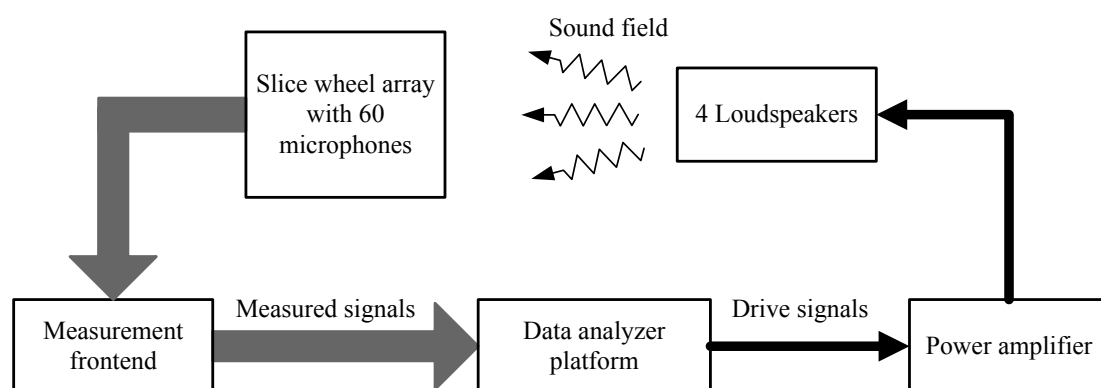 Sound field
Slice wheel array
with 60
microphones
4 Loudspeakers
Measurement
frontend
Measured signals
Data analyzer
platform
Drive signals
Power amplifier